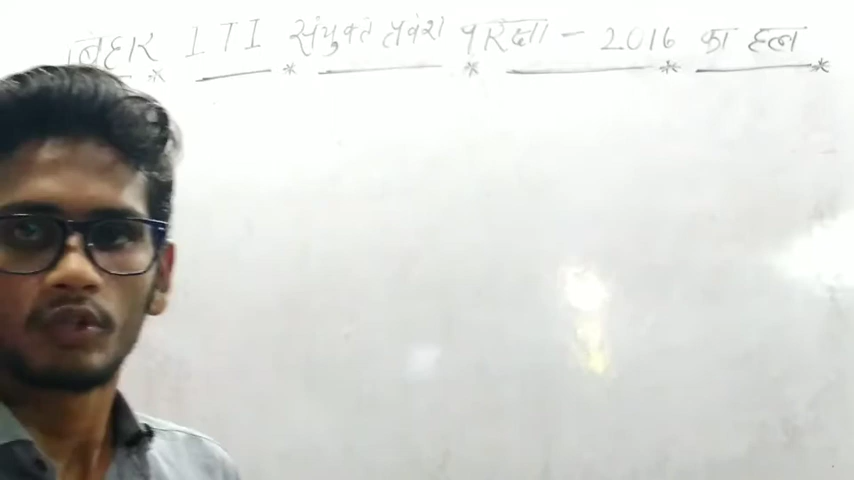 बिहार ITI संयुक्त प्रवेश परिक्षा - 2016 का हल